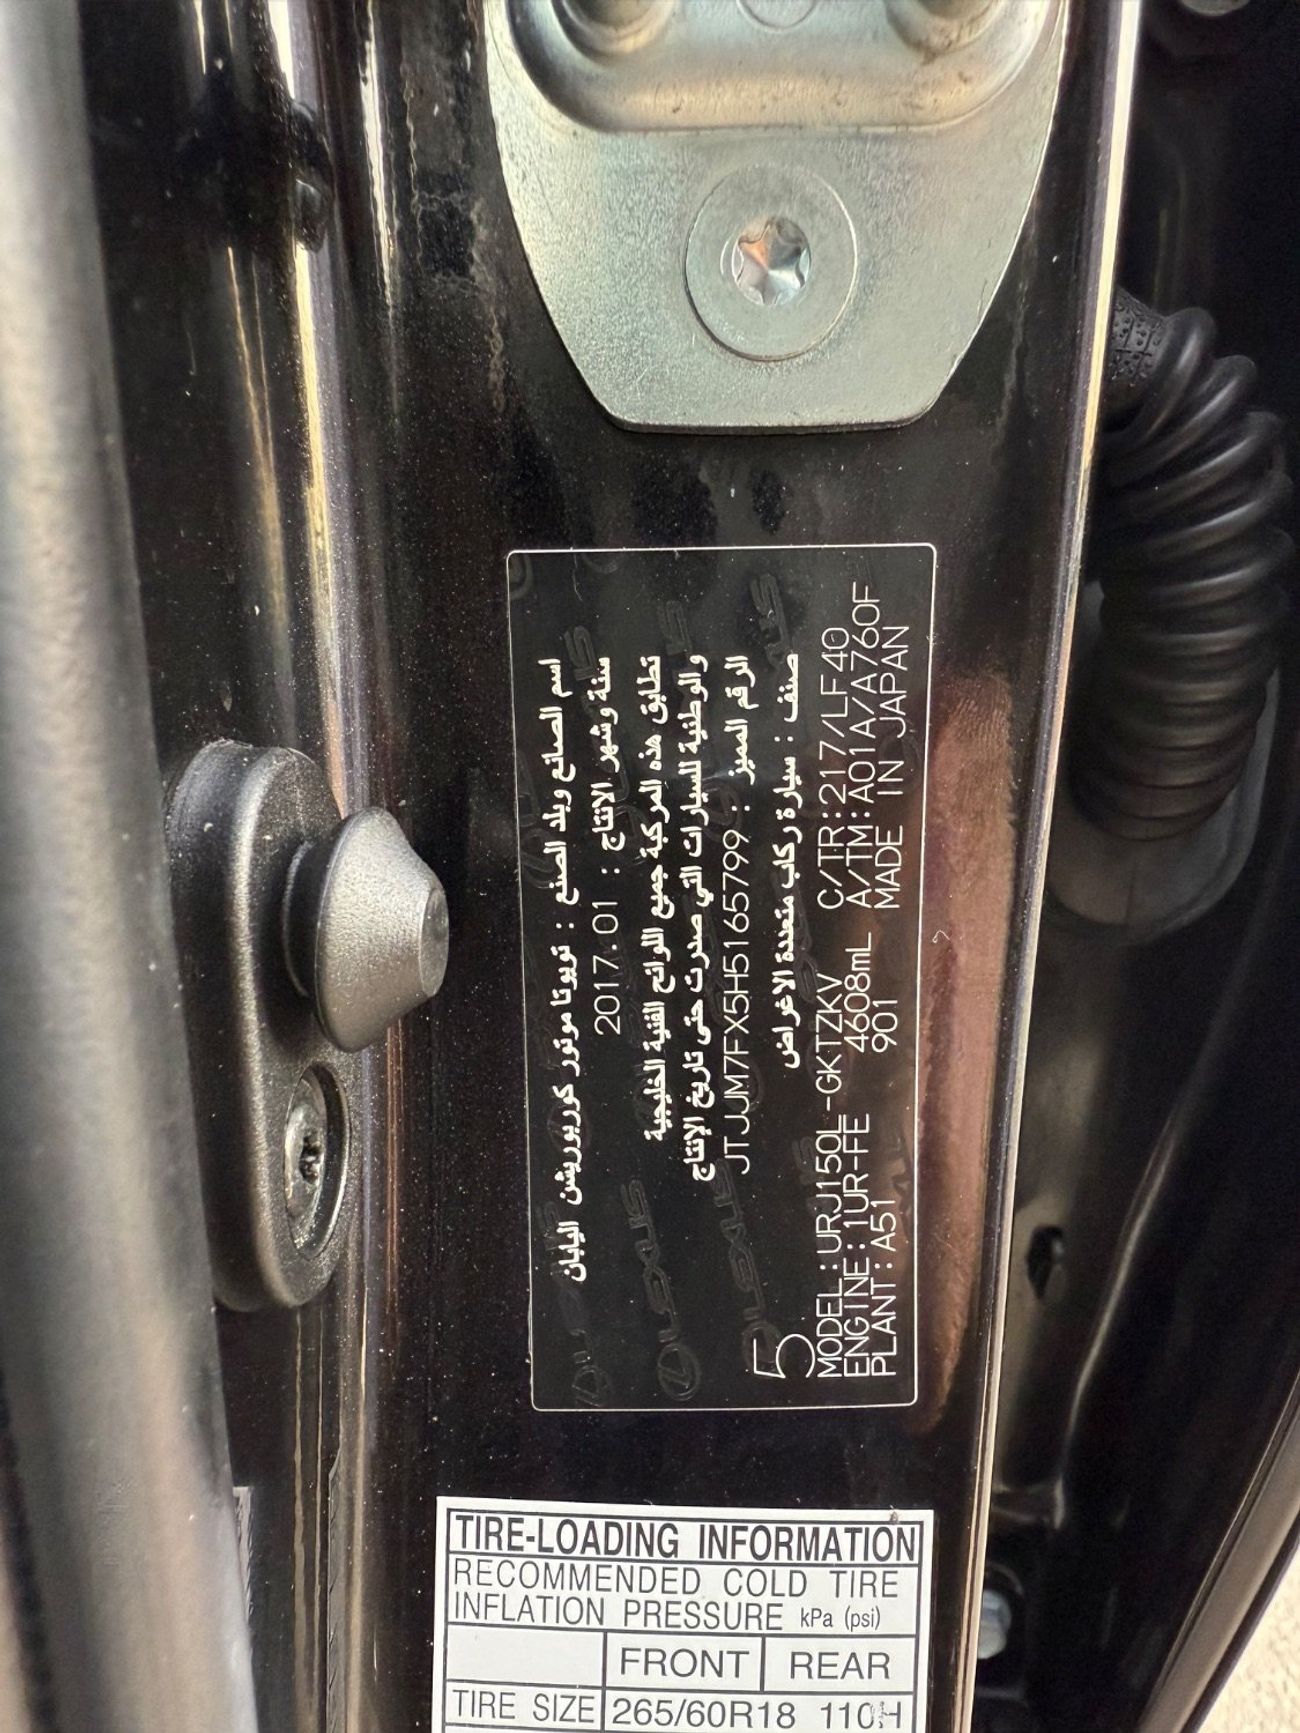 اسم الصانع وبلد الصنع : تويوتا موتور كوربوريشن اليابان
سنة وشهر الانتاج : 2017.01
تطابق هذه المركبة جميع اللوائح الفنية الخليجية
والوطنية للسيارات التي صدرت حتى تاريخ الإنتاج
الرقم المميز : JTJJM7FX5H5165799
صنف : سيارة ركاب متعددة الاغراض
5
MODEL:URJ150L-GKTZKV C/TR:217/LF40
ENGINE:1UR-FE 4608mL A/TM:A01A/A760F
PLANT:A51 901 MADE IN JAPAN
TIRE-LOADING INFORMATION
RECOMMENDED COLD TIRE
INFLATION PRESSURE kPa (psi)
FRONT REAR
TIRE SIZE 265/60R18 110H